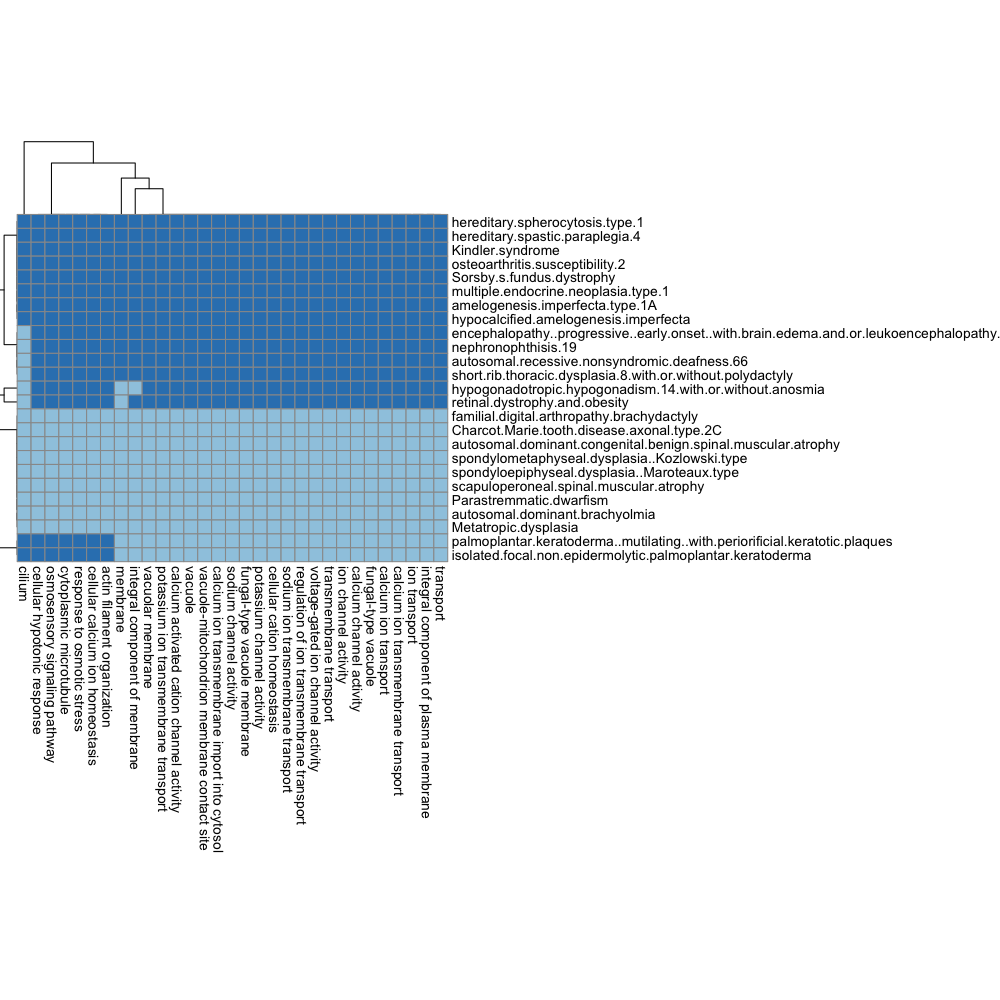 hereditary.spherocytosis.type.1
hereditary.spastic.paraplegia.4
Kindler.syndrome
osteoarthritis.susceptibility.2
Sorsby.s.fundus.dystrophy
multiple.endocrine.neoplasia.type.1
amelogenesis.imperfecta.type.1A
hypocalcified.amelogenesis.imperfecta
encephalopathy..progressive..early.onset..with.brain.edema.and.or.leukoencephalopathy.
nephronophthisis.19
autosomal.recessive.nonsyndromic.deafness.66
short.rib.thoracic.dysplasia.8.with.or.without.polydactyly
hypogonadotropic.hypogonadism.14.with.or.without.anosmia
retinal.dystrophy.and.obesity
familial.digital.arthropathy.brachydactyly
Charcot.Marie.tooth.disease.axonal.type.2C
autosomal.dominant.congenital.benign.spinal.muscular.atrophy
spondylometaphyseal.dysplasia..Kozlowski.type
spondyloepiphyseal.dysplasia..Maroteaux.type
scapuloperoneal.spinal.muscular.atrophy
Parastremmatic.dwarfism
autosomal.dominant.brachyolmia
Metatropic.dysplasia
palmoplantar.keratoderma..mutilating..with.periorificial.keratotic.plaques
isolated.focal.non.epidermolytic.palmoplantar.keratoderma
cilium
cellular hypotonic response
osmosensory signaling pathway
cytoplasmic microtubule
response to osmotic stress
cellular calcium ion homeostasis
actin filament organization
membrane
integral component of membrane
vacuolar membrane
potassium ion transmembrane transport
calcium activated cation channel activity
vacuole
vacuole-mitochondrion membrane contact site
calcium ion transmembrane import into cytosol
sodium channel activity
fungal-type vacuole membrane
potassium channel activity
cellular cation homeostasis
sodium ion transmembrane transport
regulation of ion transmembrane transport
voltage-gated ion channel activity
transmembrane transport
ion channel activity
calcium channel activity
fungal-type vacuole
calcium ion transport
calcium ion transmembrane transport
ion transport
integral component of plasma membrane
transport